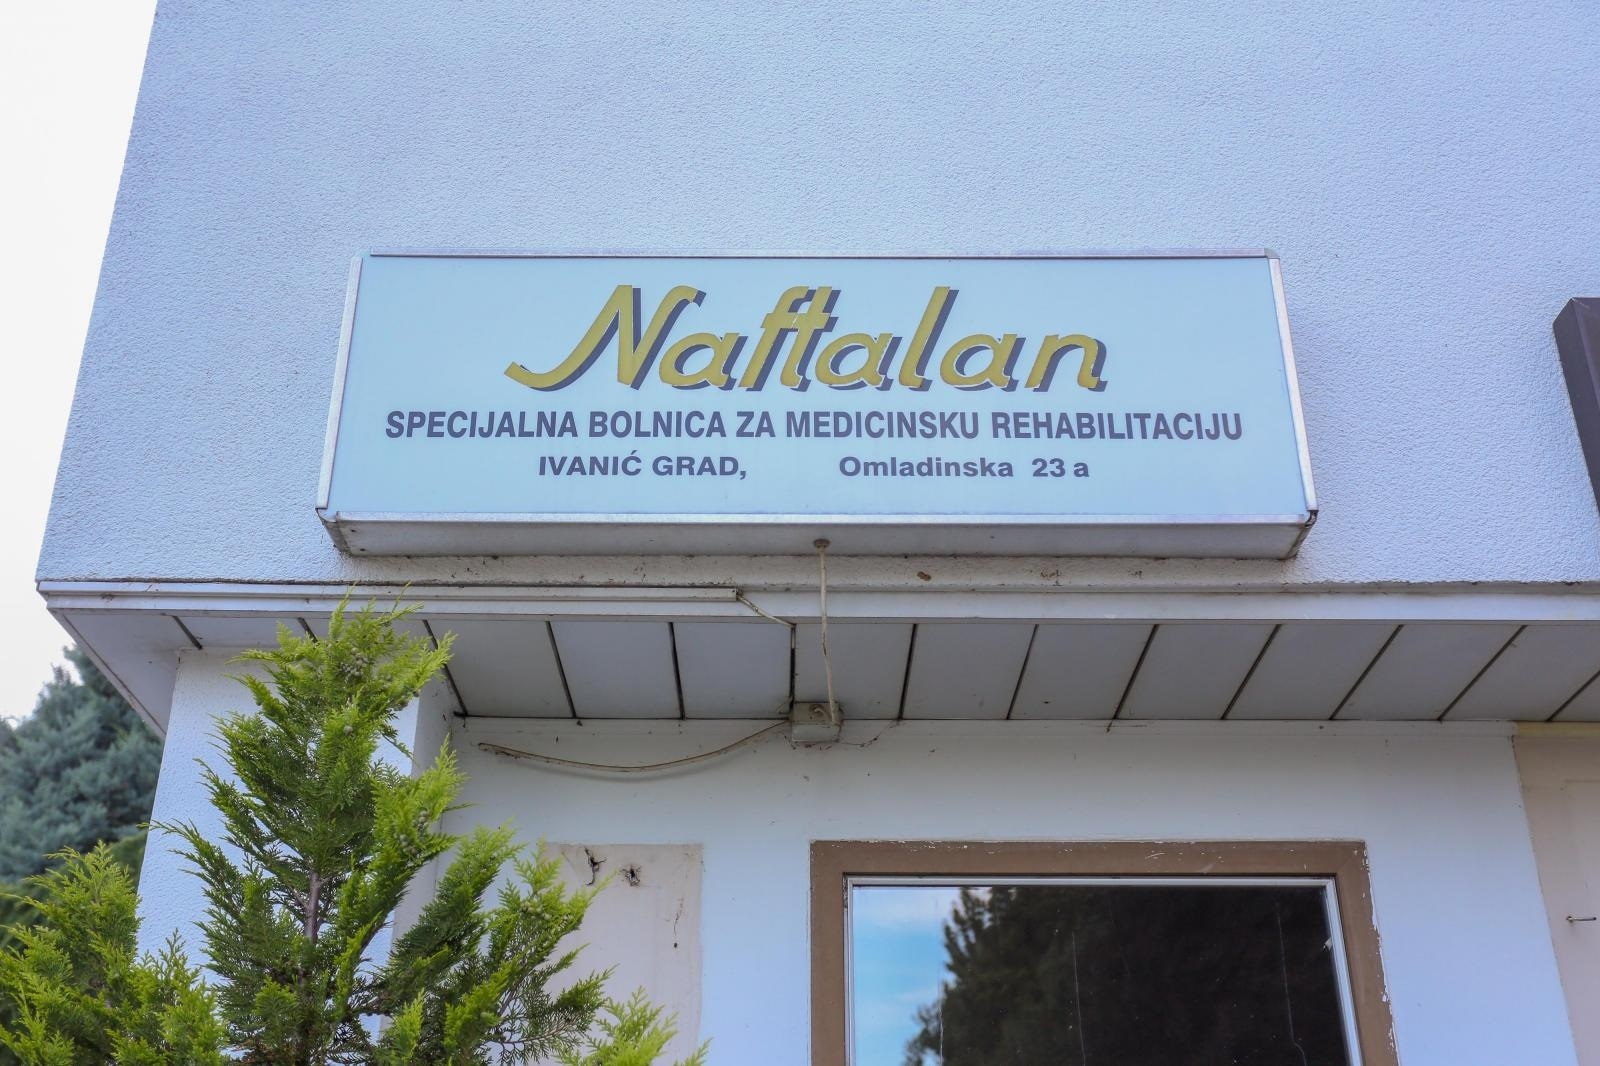 Naftalan
SPECIJALNA BOLNICA ZA MEDICINSKU REHABILITACIJU
IVANIĆ GRAD, Omladinska 23 a